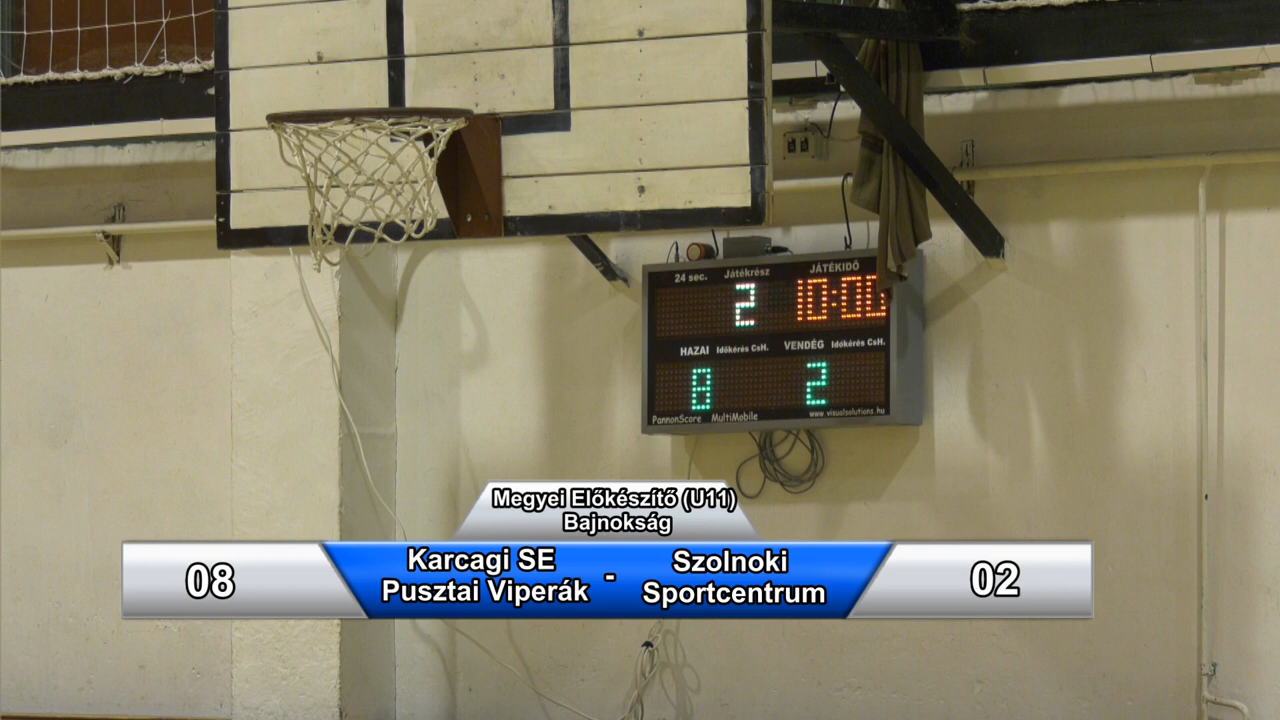 24 sec. Játékrész JÁTÉKIDŐ
2 10:00
HAZAI Időkérés CsH. VENDÉG Időkérés CsH.
8 2
PannonScore MultiMobile www.visualsolutions.hu
Megyei Előkészítő (U11)
Bajnokság
08
Karcagi SE
Pusztai Viperák
-
Szolnoki
Sportcentrum
02